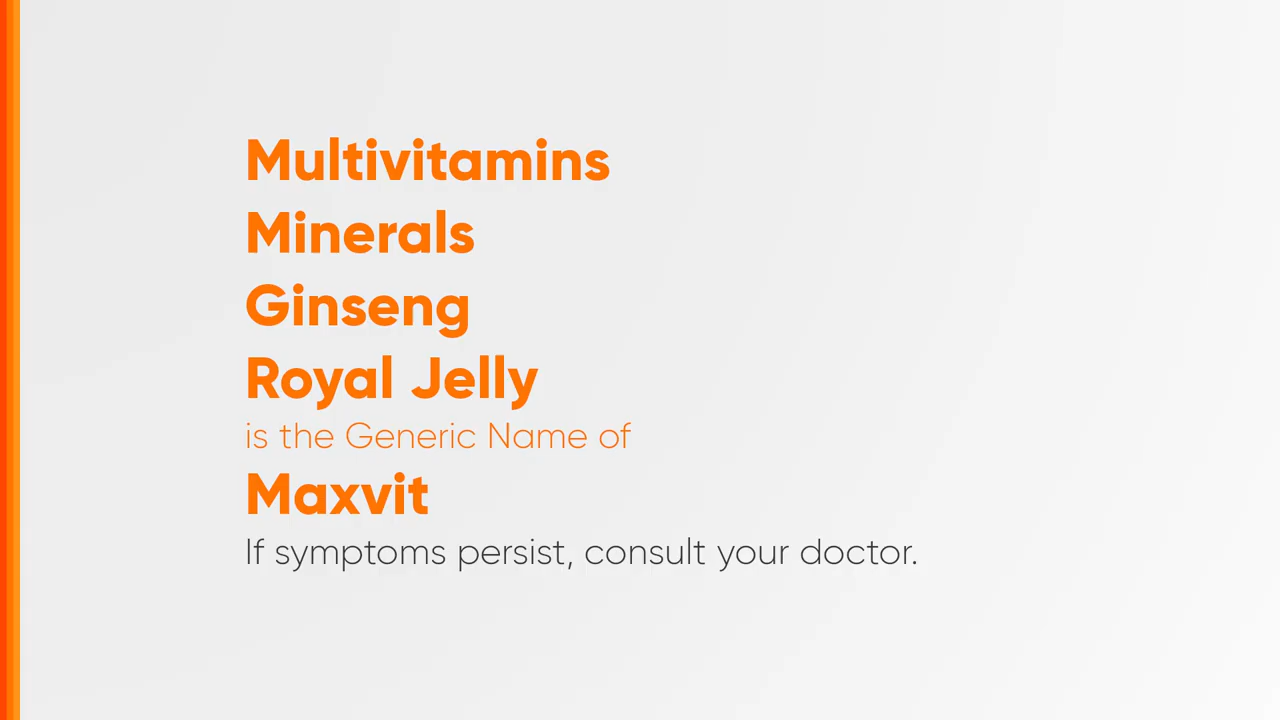 Multivitamins
Minerals
Ginseng
Royal Jelly
is the Generic Name of
Maxvit
If symptoms persist, consult your doctor.